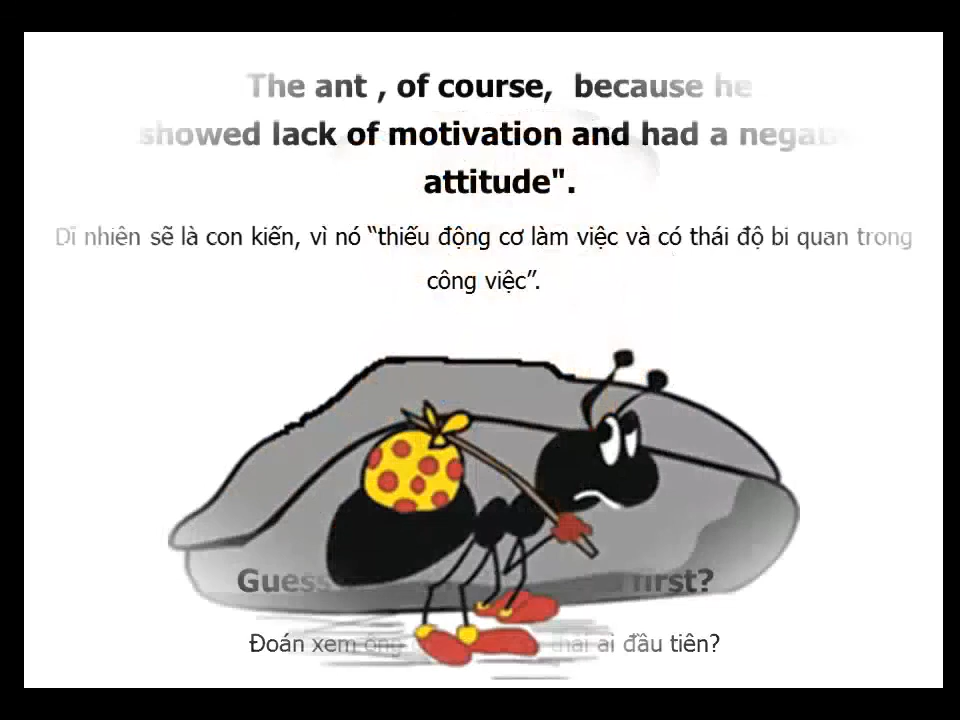 The ant , of course, because he
showed lack of motivation and had a
attitude".
Dĩ nhiên sẽ là con kiến, vì nó “thiếu động cơ làm việc và có thái độ bi quan trong
công việc”.
Guess first?
Đoán xem ông thải ai đầu tiên?